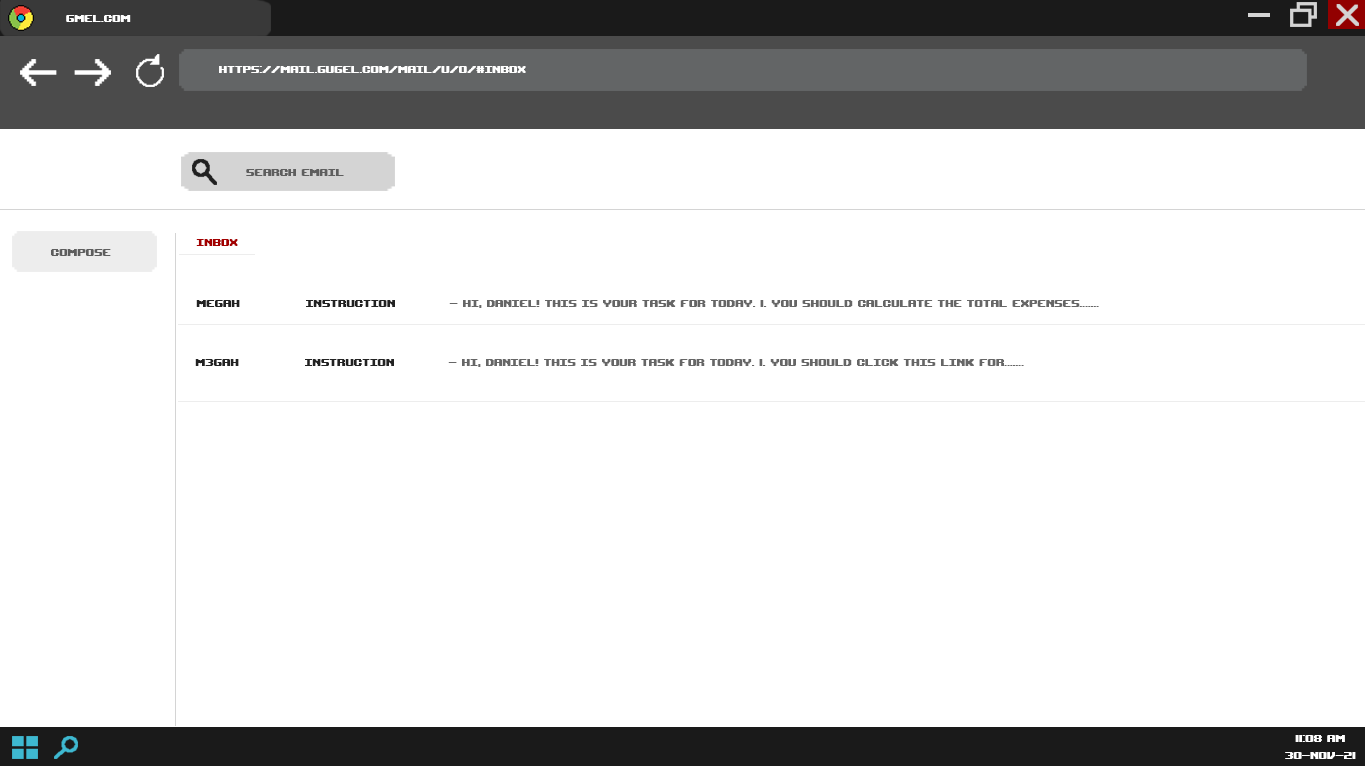 GMEL.COM
HTTPS://MAIL.GUGEL.COM/MAIL/U/0/#INBOX
SEARCH EMAIL
COMPOSE
INBOX
MEGAH INSTRUCTION - HI, DANIEL! THIS IS YOUR TASK FOR TODAY. 1. YOU SHOULD CALCULATE THE TOTAL EXPENSES......
M3GAH INSTRUCTION - HI, DANIEL! THIS IS YOUR TASK FOR TODAY. 1. YOU SHOULD CLICK THIS LINK FOR......
11:08 AM
30-NOV-21